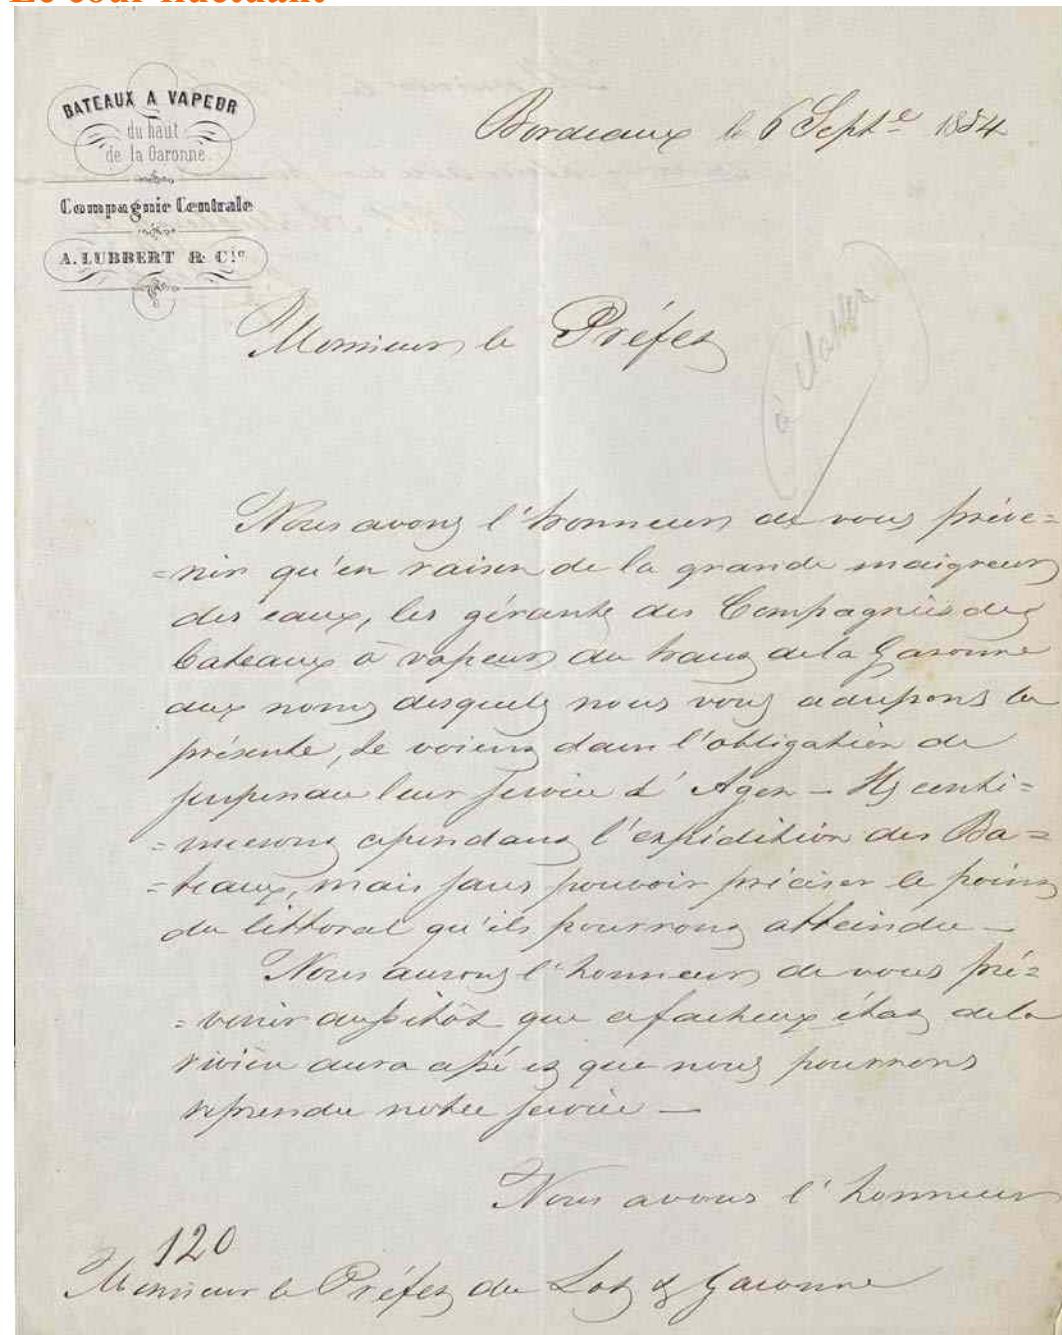 BATEAUX A VAPEUR
du haut
de la Garonne
Compagnie Centrale
A. LUBBERT & Cie
Bordeaux le 6 Septe 1854
Monsieur le Préfet
à classer
Nous avons l'honneur de vous préve=
=nir qu'en raison de la grande maigreur
des eaux, les gérants des Compagnies des
bateaux à vapeur du haut de la Garonne
aux noms desquels nous vous adressons la
présente, se voient dans l'obligation de
suspendre leur service d'Agen - Ils conti=
=nueront cependant l'expédition des Ba=
=teaux, mais sans pouvoir préciser le point
du littoral qu'ils pourront atteindre -
Nous aurons l'honneur de vous pré=
=venir aussitôt que ce facheux état de la
rivière aura cessé et que nous pourrons
reprendre notre service -
Nous avons l'honneur
120
Monsieur le Préfet du Lot & Garonne